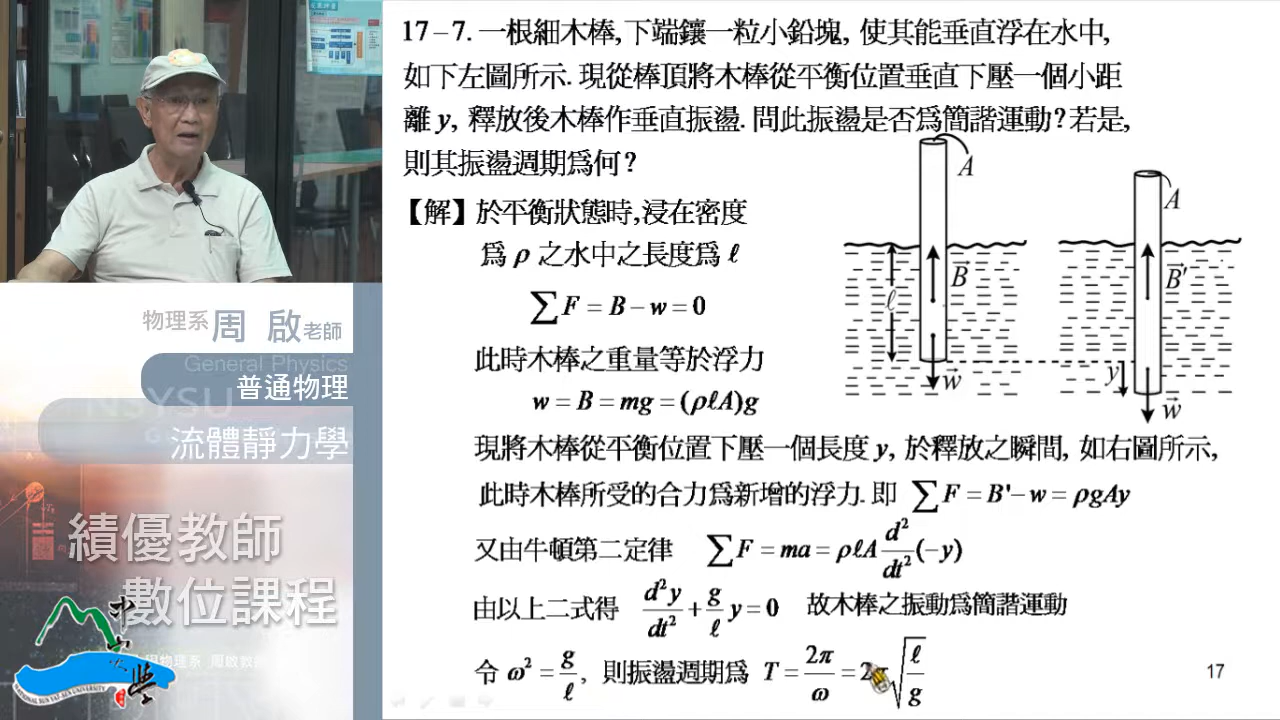 17－7. 一根細木棒, 下端鑲一粒小鉛塊, 使其能垂直浮在水中,
如下左圖所示. 現從棒頂將木棒從平衡位置垂直下壓一個小距
離 y, 釋放後木棒作垂直振盪. 問此振盪是否爲簡諧運動？若是,
則其振盪週期爲何？
【解】於平衡狀態時, 浸在密度
爲 ρ 之水中之長度爲 ℓ
∑F = B－w = 0
此時木棒之重量等於浮力
w = B = mg = (ρℓA)g
A
B
ℓ
w
A
B'
y
w
現將木棒從平衡位置下壓一個長度 y, 於釋放之瞬間, 如右圖所示,
此時木棒所受的合力爲新增的浮力. 即 ∑F = B'－w = ρgAy
又由牛頓第二定律 ∑F = ma = ρℓA d²/dt² (－y)
由以上二式得 d²y/dt² + g/ℓ y = 0 故木棒之振動爲簡諧運動
令 ω² = g/ℓ, 則振盪週期爲 T = 2π/ω = 2π√ℓ/g
17
物理系 周 啟 老師
General Physics
普通物理
NSYSU
流體靜力學
績優教師
數位課程
中山大學